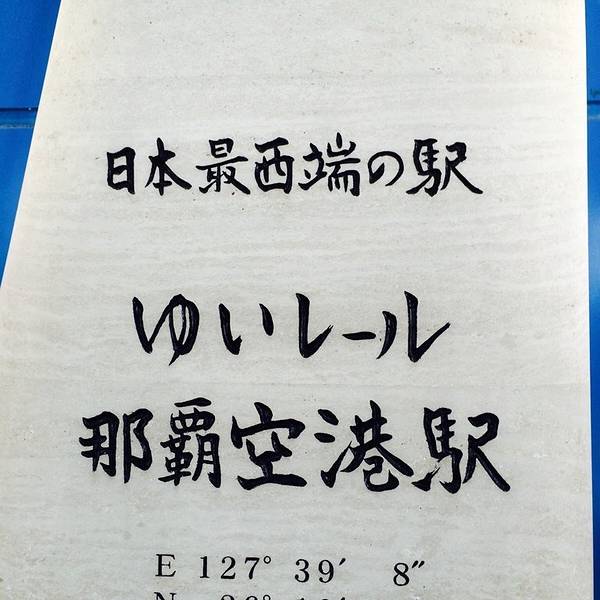 日本最西端の駅
ゆいレール
那覇空港駅
E 127° 39′ 8″